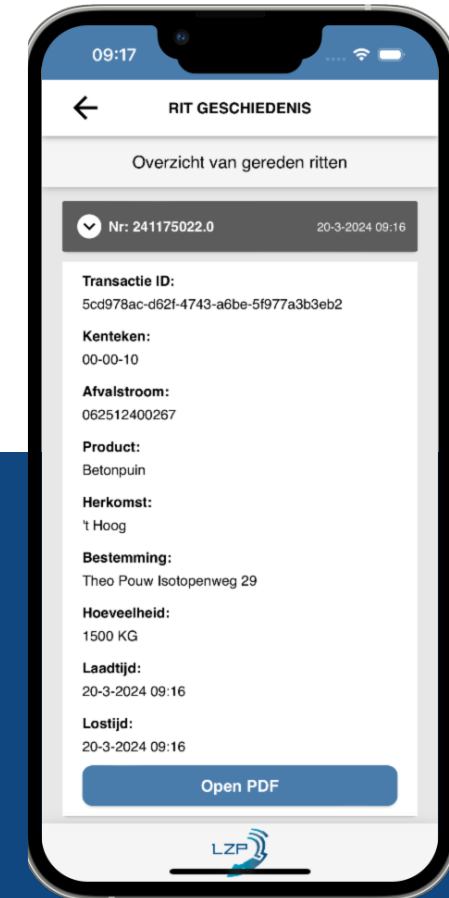 09:17
RIT GESCHIEDENIS
Overzicht van gereden ritten
Nr: 241175022.0 20-3-2024 09:16
Transactie ID:
5cd978ac-d62f-4743-a6be-5f977a3b3eb2
Kenteken:
00-00-10
Afvalstroom:
062512400267
Product:
Betonpuin
Herkomst:
't Hoog
Bestemming:
Theo Pouw Isotopenweg 29
Hoeveelheid:
1500 KG
Laadtijd:
20-3-2024 09:16
Lostijd:
20-3-2024 09:16
Open PDF
LZP